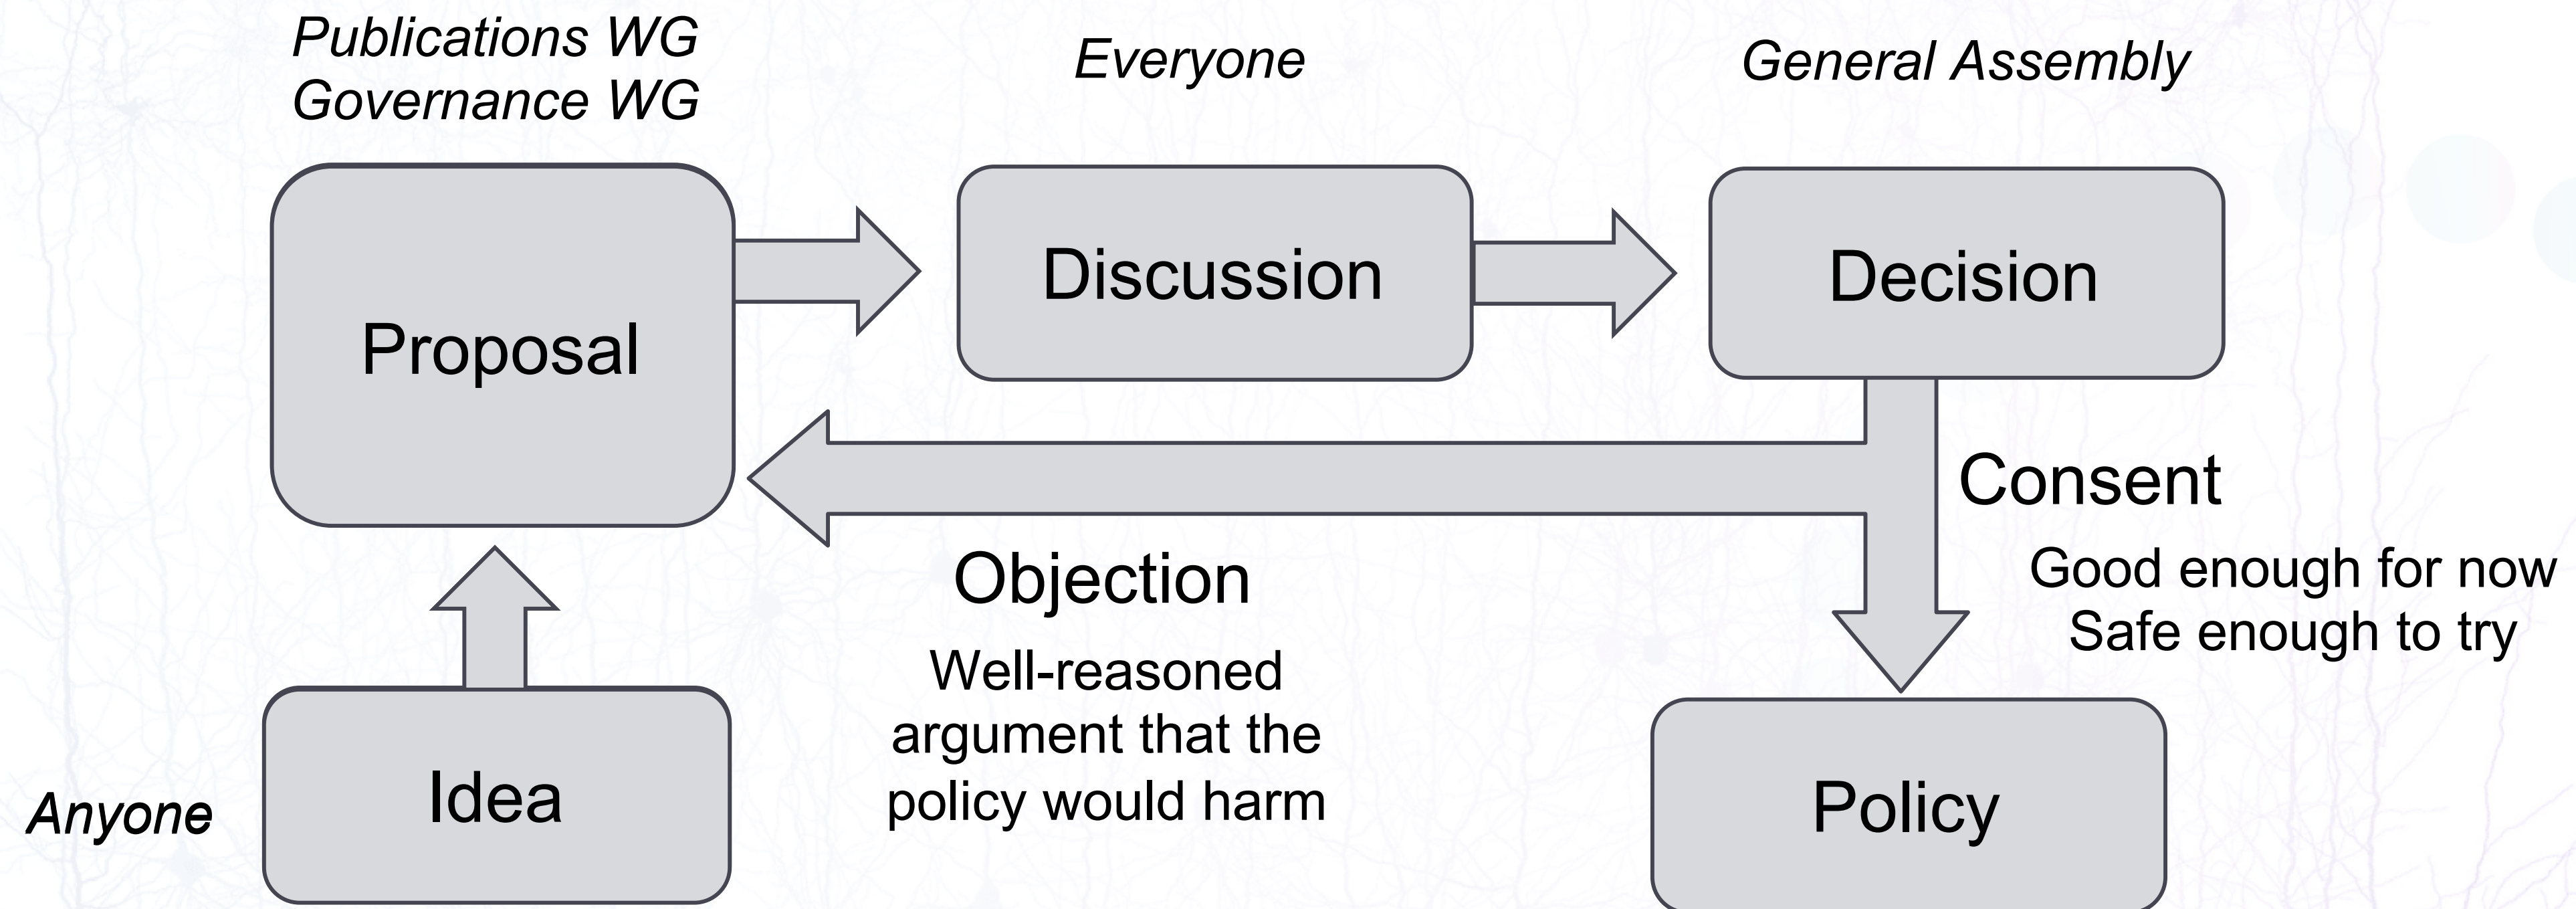 Publications WG
Governance WG
Everyone
General Assembly
Proposal
Discussion
Decision
Consent
Good enough for now
Safe enough to try
Objection
Well-reasoned
argument that the
policy would harm
Anyone
Idea
Policy